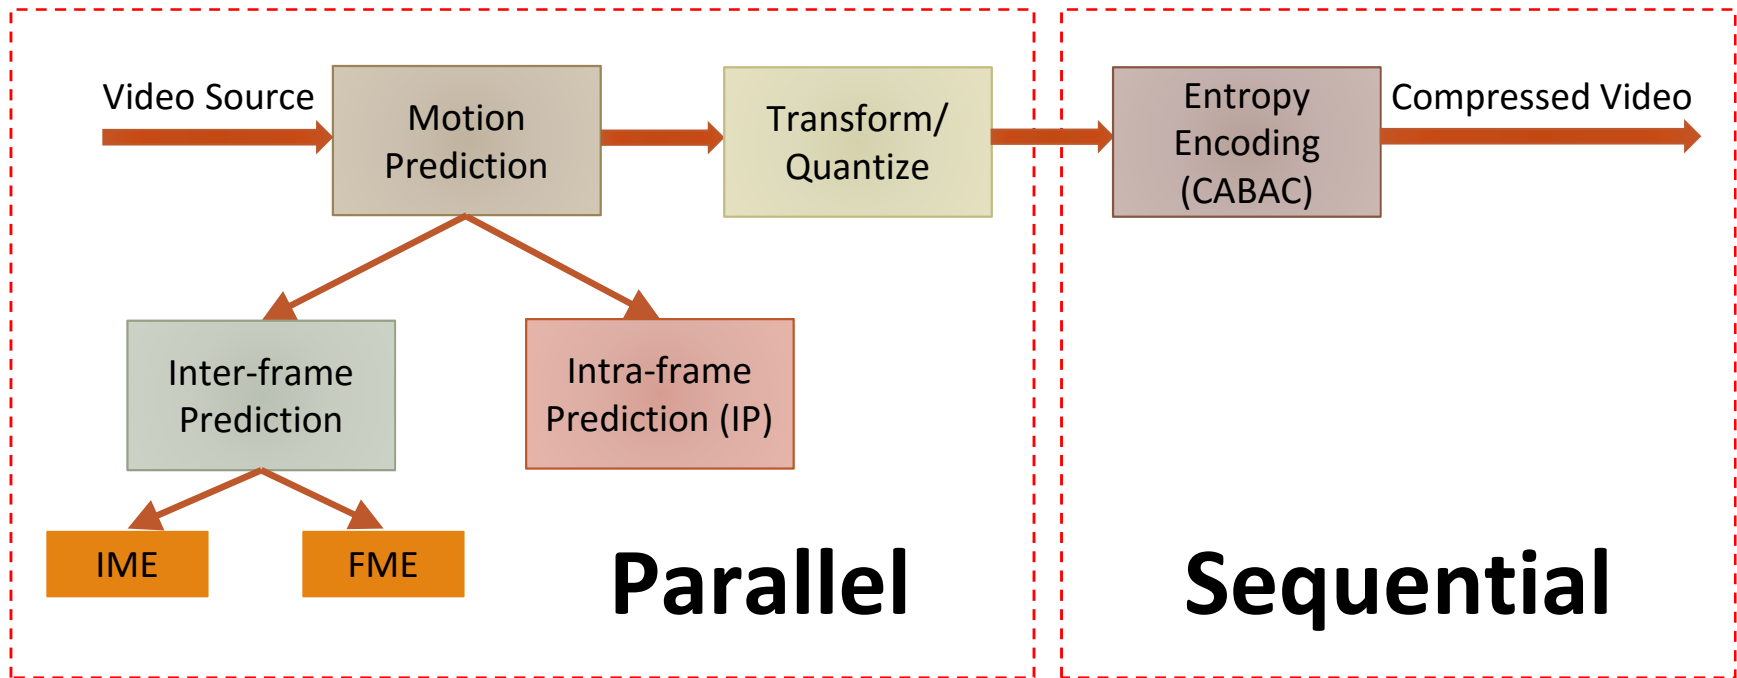 Video Source
Motion
Prediction
Transform/
Quantize
Entropy
Encoding
(CABAC)
Compressed Video
Inter-frame
Prediction
Intra-frame
Prediction (IP)
IME
FME
Parallel
Sequential